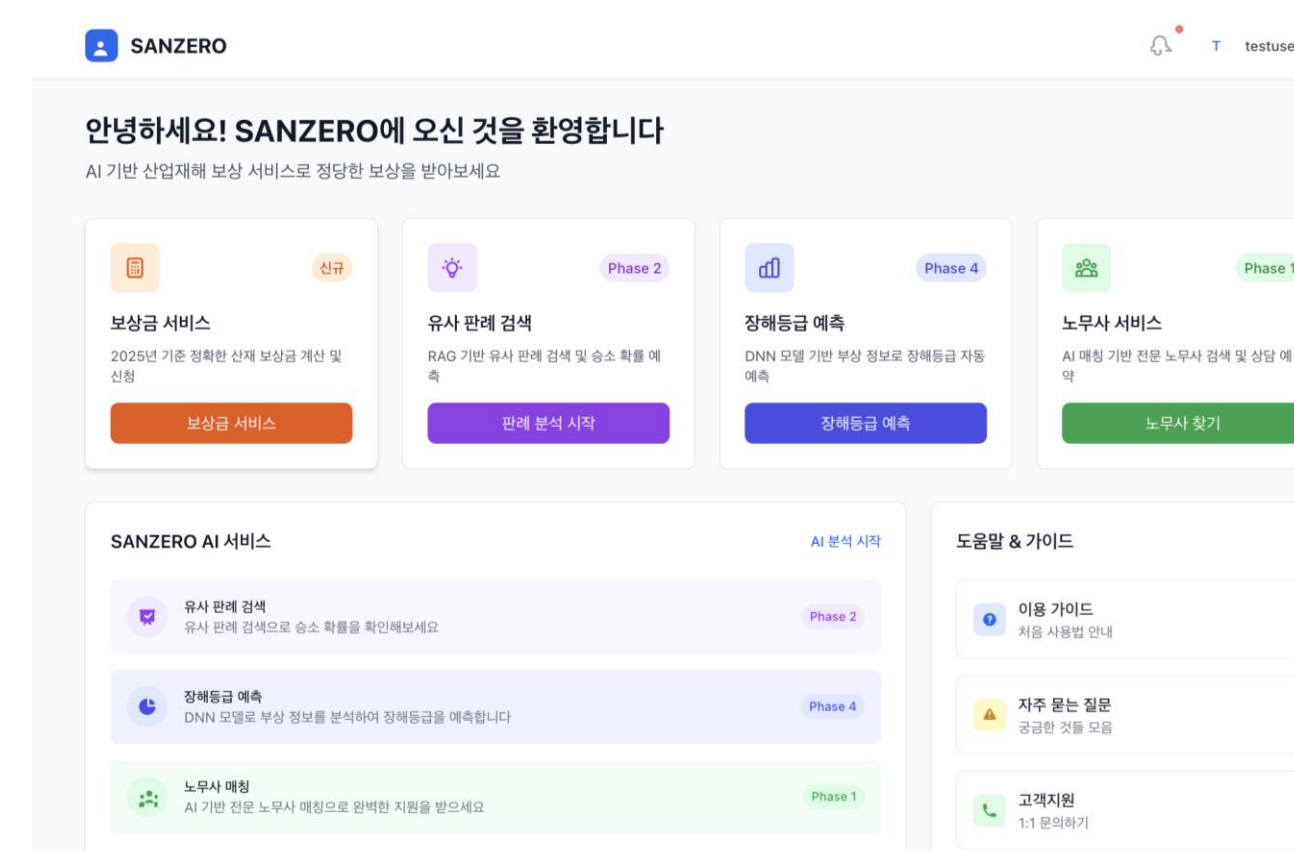 SANZERO
T testuse
안녕하세요! SANZERO에 오신 것을 환영합니다
AI 기반 산업재해 보상 서비스로 정당한 보상을 받아보세요
신규
보상금 서비스
2025년 기준 정확한 산재 보상금 계산 및
신청
보상금 서비스
Phase 2
유사 판례 검색
RAG 기반 유사 판례 검색 및 승소 확률 예
측
판례 분석 시작
Phase 4
장해등급 예측
DNN 모델 기반 부상 정보로 장해등급 자동
예측
장해등급 예측
Phase 1
노무사 서비스
AI 매칭 기반 전문 노무사 검색 및 상담 예
약
노무사 찾기
SANZERO AI 서비스
AI 분석 시작
유사 판례 검색
유사 판례 검색으로 승소 확률을 확인해보세요
Phase 2
장해등급 예측
DNN 모델로 부상 정보를 분석하여 장해등급을 예측합니다
Phase 4
노무사 매칭
AI 기반 전문 노무사 매칭으로 완벽한 지원을 받으세요
Phase 1
도움말 & 가이드
이용 가이드
처음 사용법 안내
자주 묻는 질문
궁금한 것들 모음
고객지원
1:1 문의하기